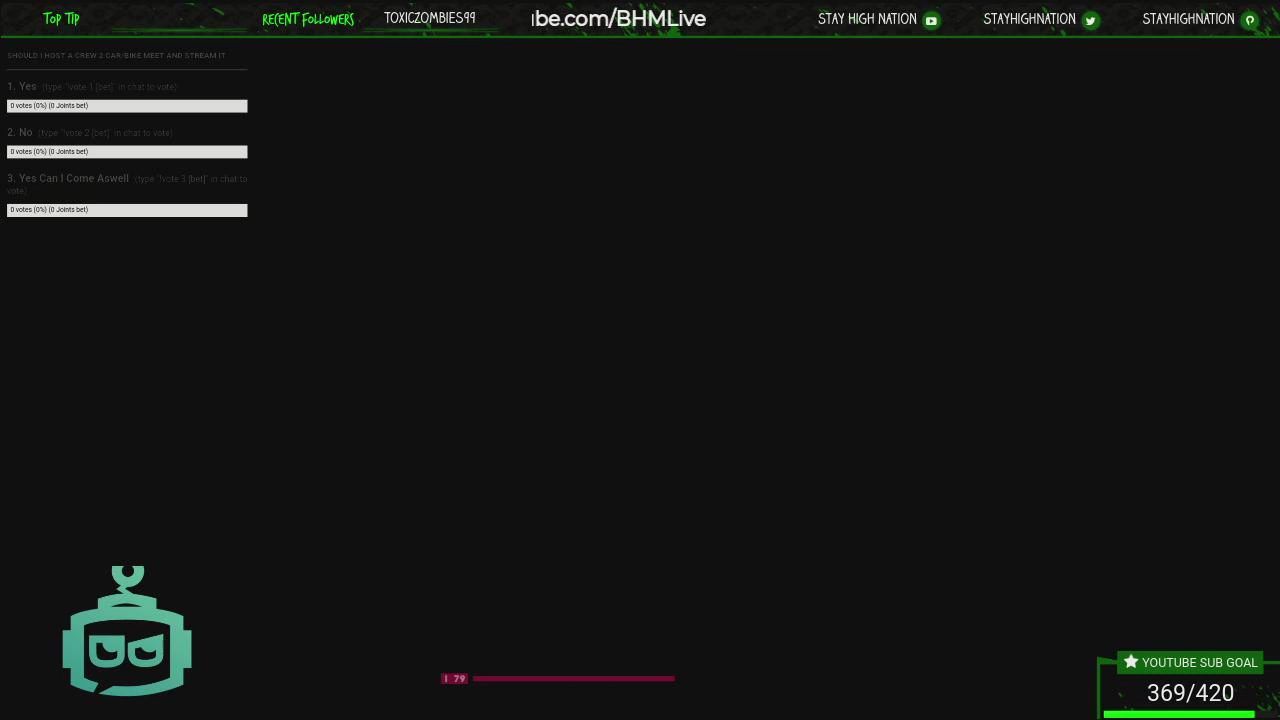 TOP TIP
RECENT FOLLOWERS
TOXICZOMBIES99
be.com/BHMLive
STAY HIGH NATION
STAYHIGHNATION
STAYHIGHNATION
SHOULD I HOST A CREW 2 CAR/BIKE MEET AND STREAM IT
1. Yes (type "!vote 1 [bet]" in chat to vote)
0 votes (0%) (0 Joints bet)
2. No (type "!vote 2 [bet]" in chat to vote)
0 votes (0%) (0 Joints bet)
3. Yes Can I Come Aswell (type "!vote 3 [bet]" in chat to
vote)
0 votes (0%) (0 Joints bet)
79
YOUTUBE SUB GOAL
369/420